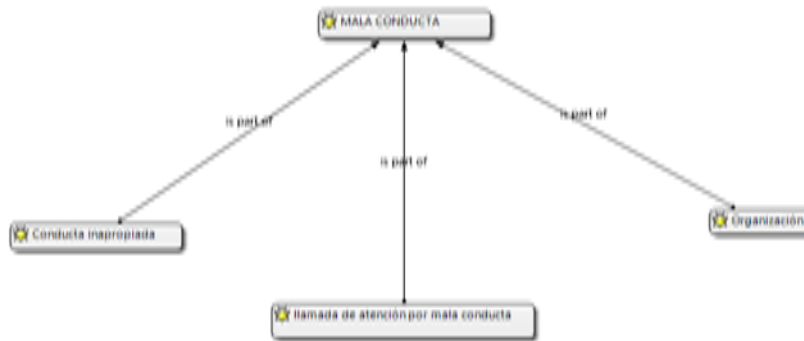 MALA CONDUCTA
is part of
is part of
is part of
Conducta inapropiada
Organización
llamada de atención por mala conducta